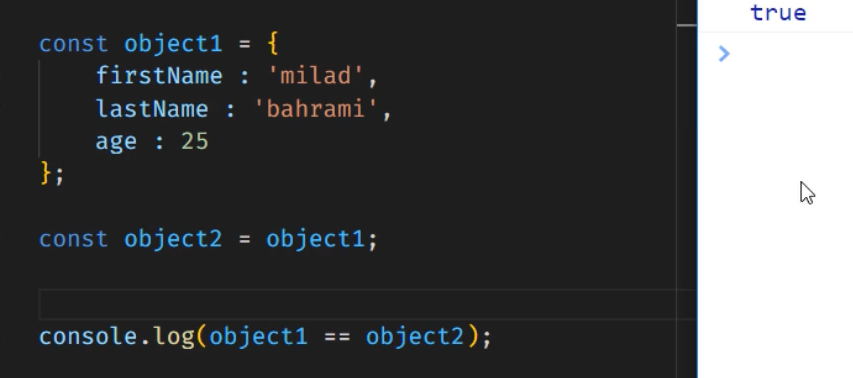 const object1 = {
    firstName : 'milad',
    lastName : 'bahrami',
    age : 25
};
const object2 = object1;
console.log(object1 == object2);
true
>